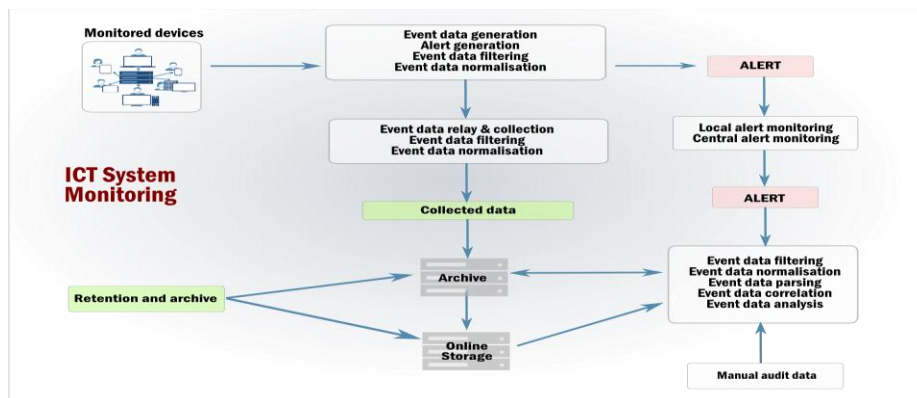 Monitored devices
Event data generation
Alert generation
Event data filtering
Event data normalisation
ALERT
Event data relay & collection
Event data filtering
Event data normalisation
Local alert monitoring
Central alert monitoring
ICT System
Monitoring
Collected data
ALERT
Archive
Event data filtering
Event data normalisation
Event data parsing
Event data correlation
Event data analysis
Retention and archive
Online
Storage
Manual audit data